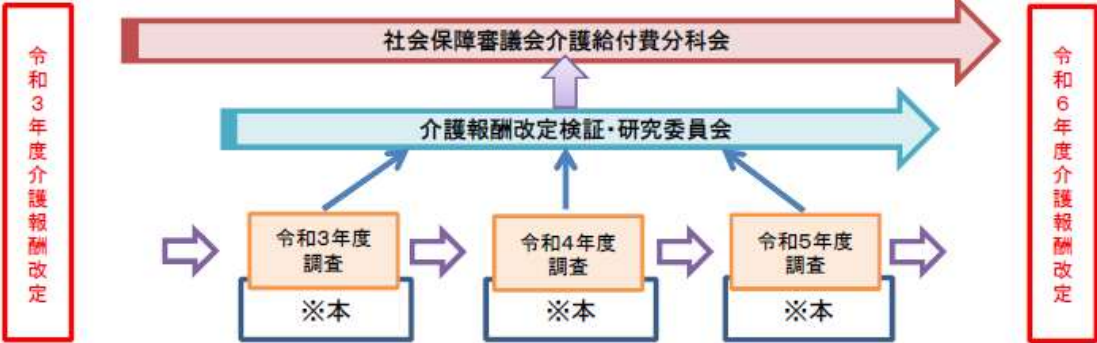 令和３年度介護報酬改定
社会保障審議会介護給付費分科会
介護報酬改定検証・研究委員会
令和3年度
調査
※本
令和4年度
調査
※本
令和5年度
調査
※本
令和６年度介護報酬改定